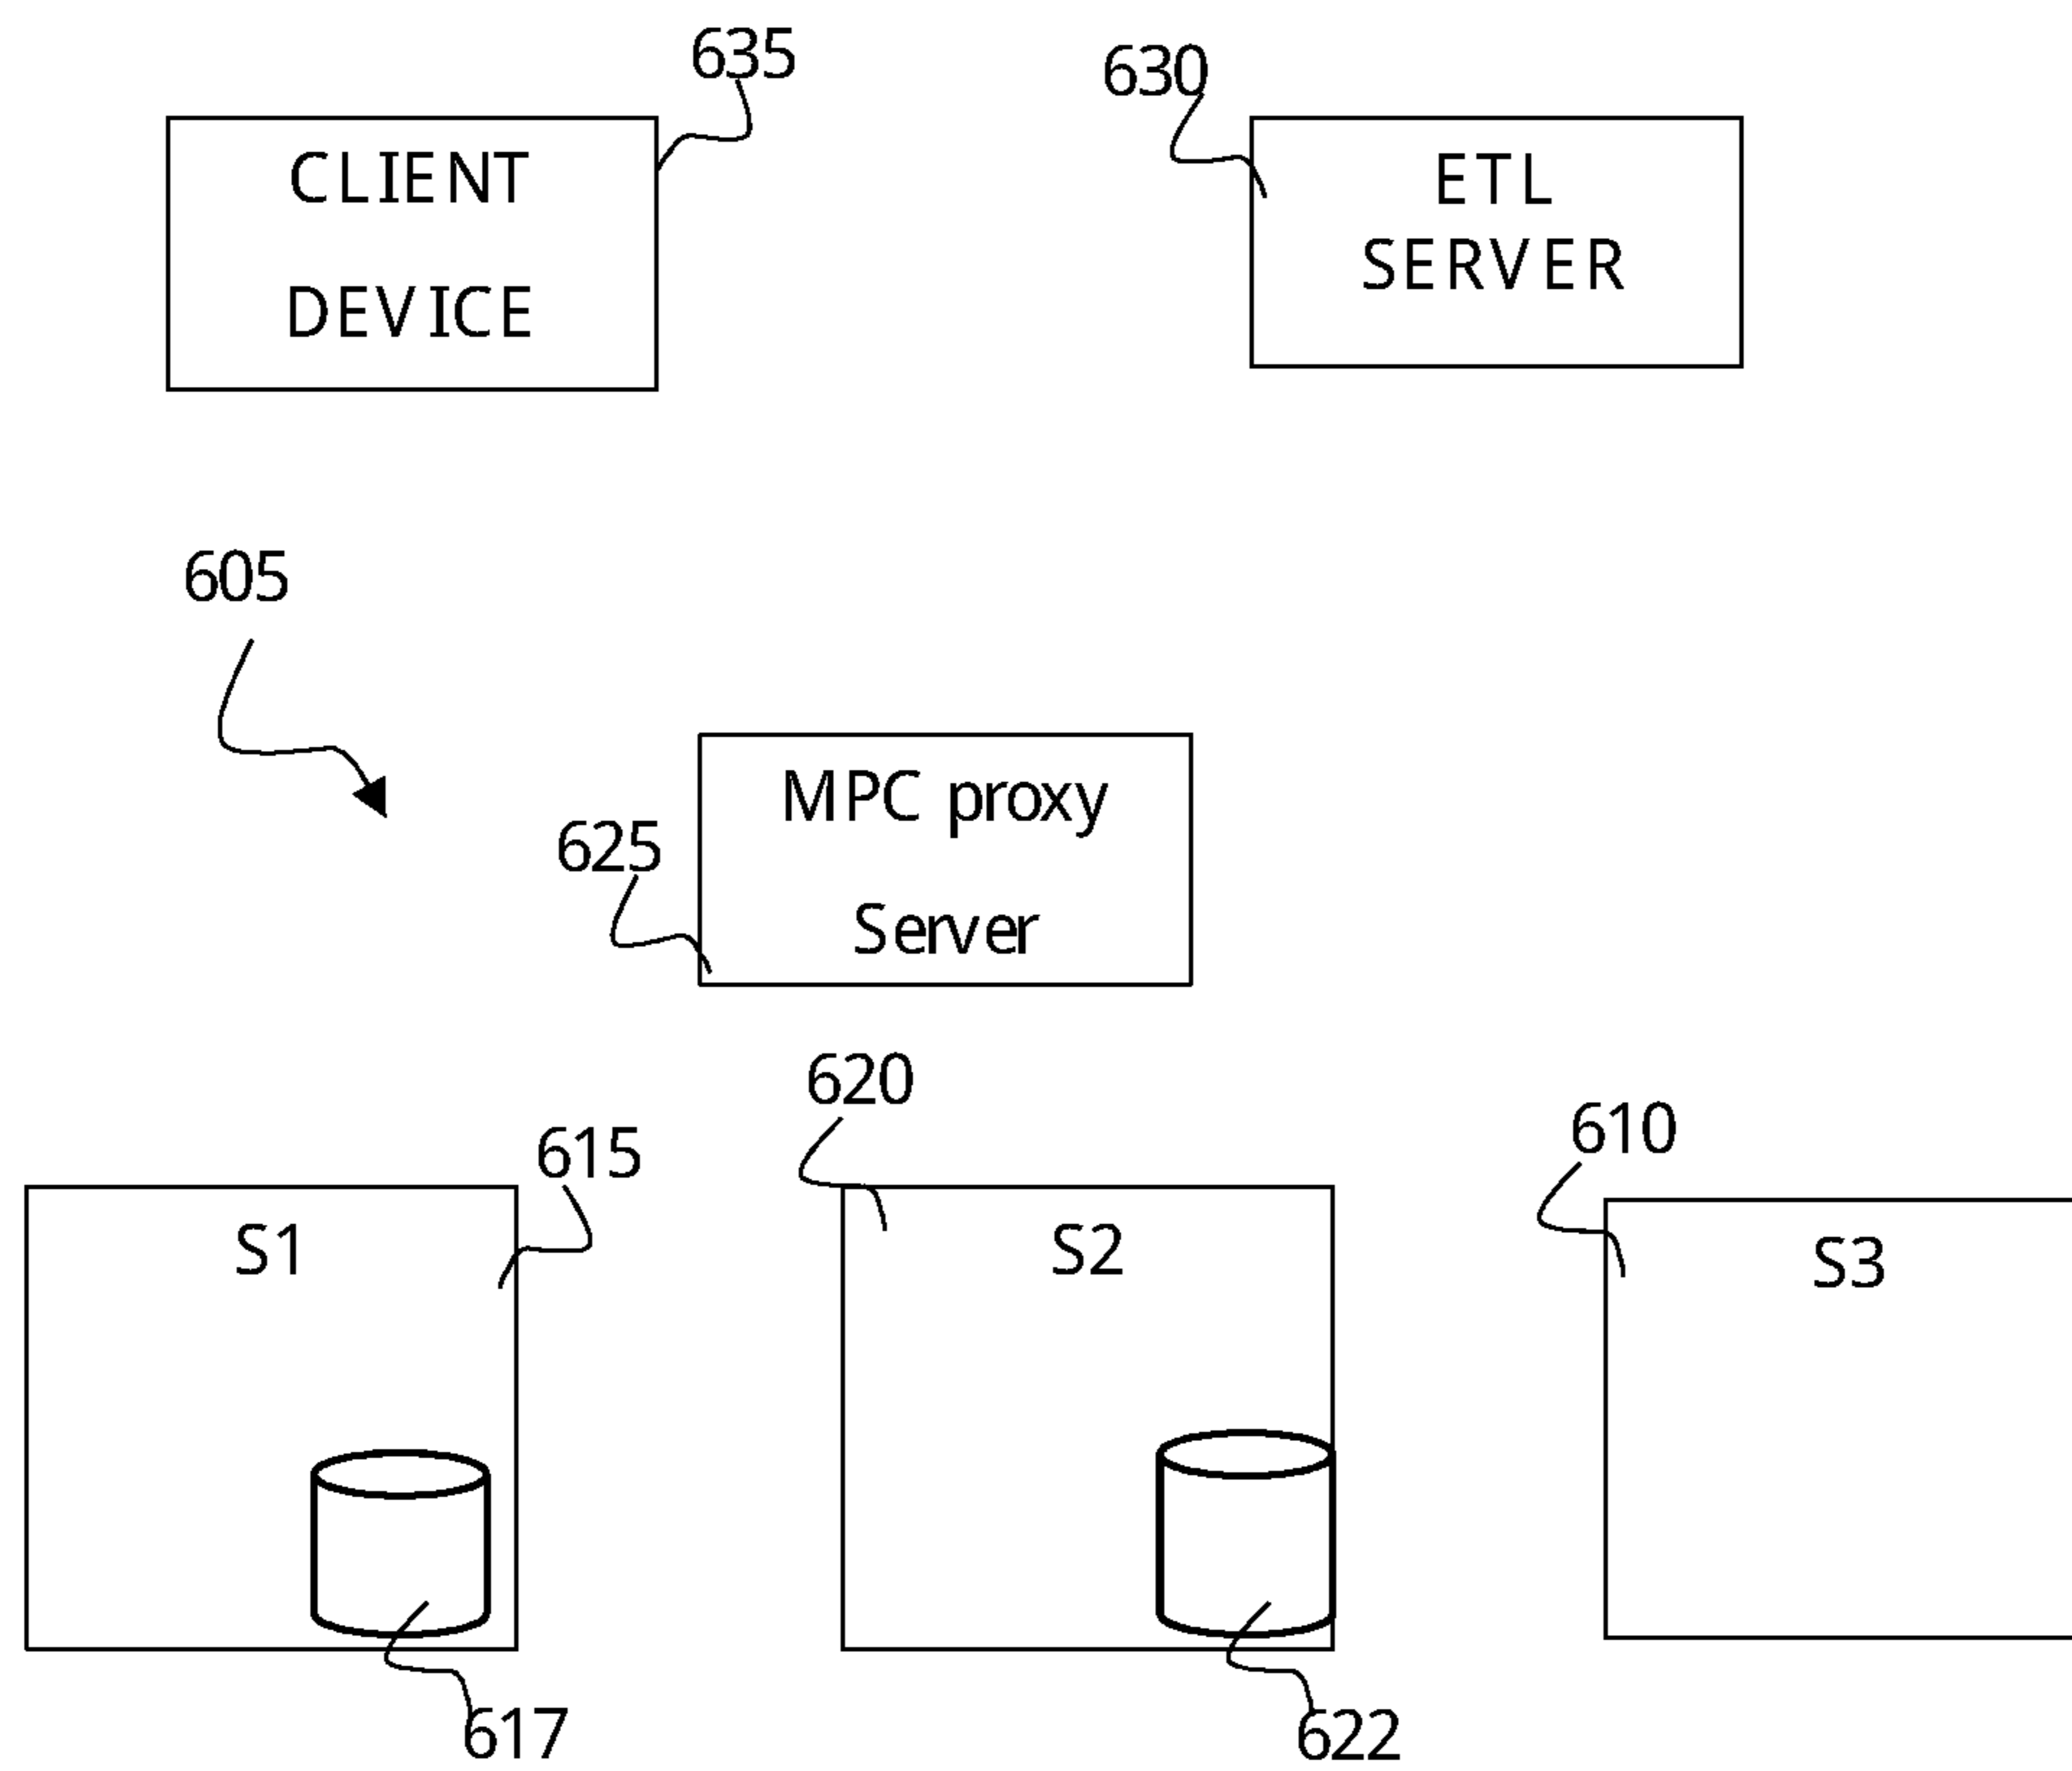 635
630
CLIENT
DEVICE
ETL
SERVER
605
MPC proxy
Server
625
620
615
610
S1
S2
S3
617
622